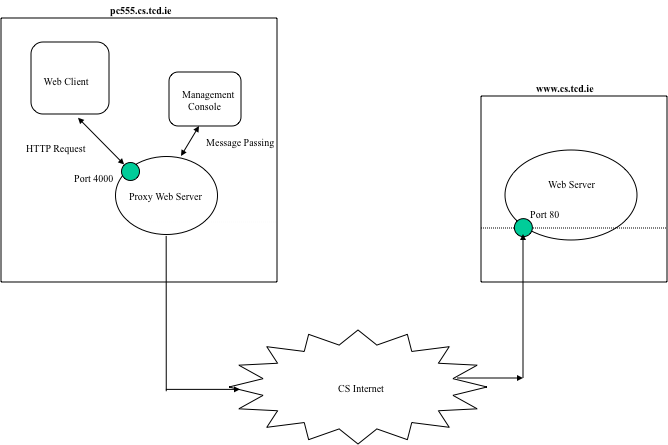 pc555.cs.tcd.ie
Web Client
Management
Console
HTTP Request
Message Passing
Port 4000
Proxy Web Server
www.cs.tcd.ie
Web Server
Port 80
CS Internet